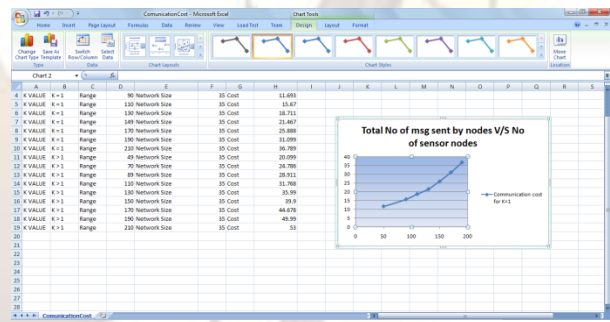 ComunicationCost - Microsoft Excel Chart Tools
Home Insert Page Layout Formulas Data Review View Load Test Team Design Layout Format
Change Chart Type Save As Template Switch Row/Column Select Data Move Chart
Type Data Chart Layouts Chart Styles Location
Chart 2
A B C D E F G H I J K L M N O P Q R S
4 K VALUE K = 1 Range 90 Network Size 35 Cost 11.693
5 K VALUE K = 1 Range 110 Network Size 35 Cost 15.67
6 K VALUE K = 1 Range 130 Network Size 35 Cost 18.711
7 K VALUE K = 1 Range 149 Network Size 35 Cost 21.467
8 K VALUE K = 1 Range 170 Network Size 35 Cost 25.888
9 K VALUE K = 1 Range 190 Network Size 35 Cost 31.099
10 K VALUE K = 1 Range 210 Network Size 35 Cost 36.789
11 K VALUE K > 1 Range 49 Network Size 35 Cost 20.099
12 K VALUE K > 1 Range 70 Network Size 35 Cost 24.786
13 K VALUE K > 1 Range 89 Network Size 35 Cost 28.911
14 K VALUE K > 1 Range 110 Network Size 35 Cost 31.768
15 K VALUE K > 1 Range 130 Network Size 35 Cost 35.99
16 K VALUE K > 1 Range 150 Network Size 35 Cost 39.9
17 K VALUE K > 1 Range 170 Network Size 35 Cost 44.678
18 K VALUE K > 1 Range 190 Network Size 35 Cost 49.99
19 K VALUE K > 1 Range 210 Network Size 35 Cost 53
20
21
22
23
24
25
26
27
28
Total No of msg sent by nodes V/S No
of sensor nodes
40
35
30
25
20
15
10
5
0
0 50 100 150 200
Communication cost
for K=1
ComunicationCost